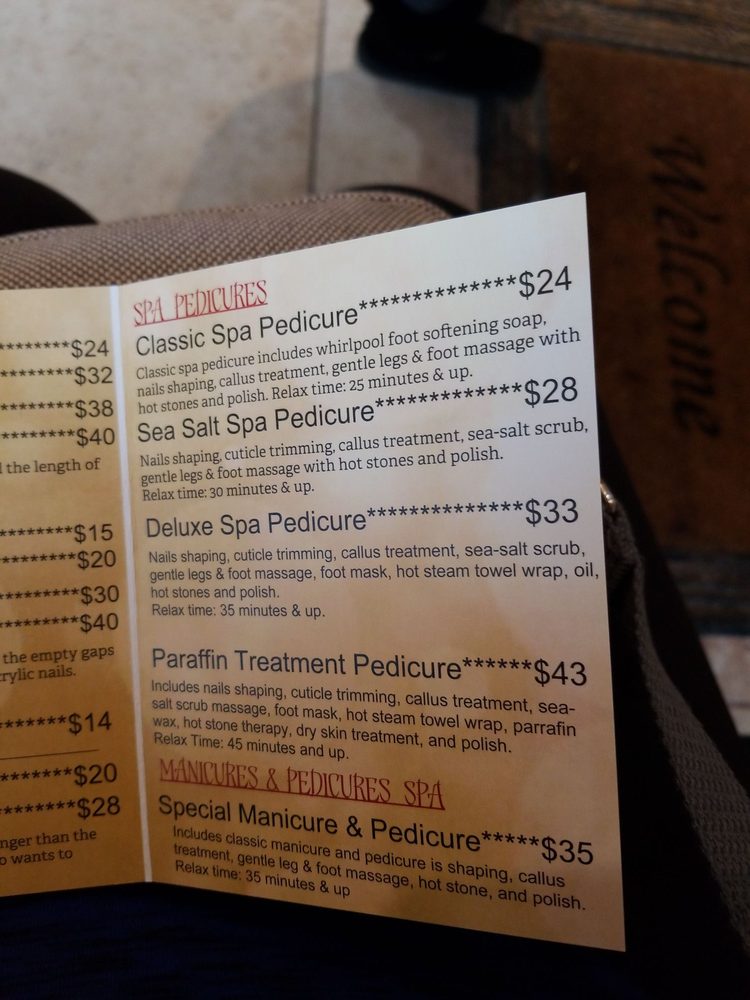 ********$24
********$32
********$38
********$40
the length of
********$15
********$20
********$30
********$40
the empty gaps
rylic nails.
*******$14
********$20
********$28
nger than the
o wants to
SPA PEDICURES
Classic Spa Pedicure**************$24
Classic spa pedicure includes whirlpool foot softening soap,
nails shaping, callus treatment, gentle legs & foot massage with
hot stones and polish. Relax time: 25 minutes & up.
Sea Salt Spa Pedicure*************$28
Nails shaping, cuticle trimming, callus treatment, sea-salt scrub,
gentle legs & foot massage with hot stones and polish.
Relax time: 30 minutes & up.
Deluxe Spa Pedicure**************$33
Nails shaping, cuticle trimming, callus treatment, sea-salt scrub,
gentle legs & foot massage, foot mask, hot steam towel wrap, oil,
hot stones and polish.
Relax time: 35 minutes & up.
Paraffin Treatment Pedicure******$43
Includes nails shaping, cuticle trimming, callus treatment, sea-
salt scrub massage, foot mask, hot steam towel wrap, parrafin
wax, hot stone therapy, dry skin treatment, and polish.
Relax Time: 45 minutes and up.
MANICURES & PEDICURES SPA
Special Manicure & Pedicure*****$35
Includes classic manicure and pedicure is shaping, callus
treatment, gentle leg & foot massage, hot stone, and polish.
Relax time: 35 minutes & up
Welcome